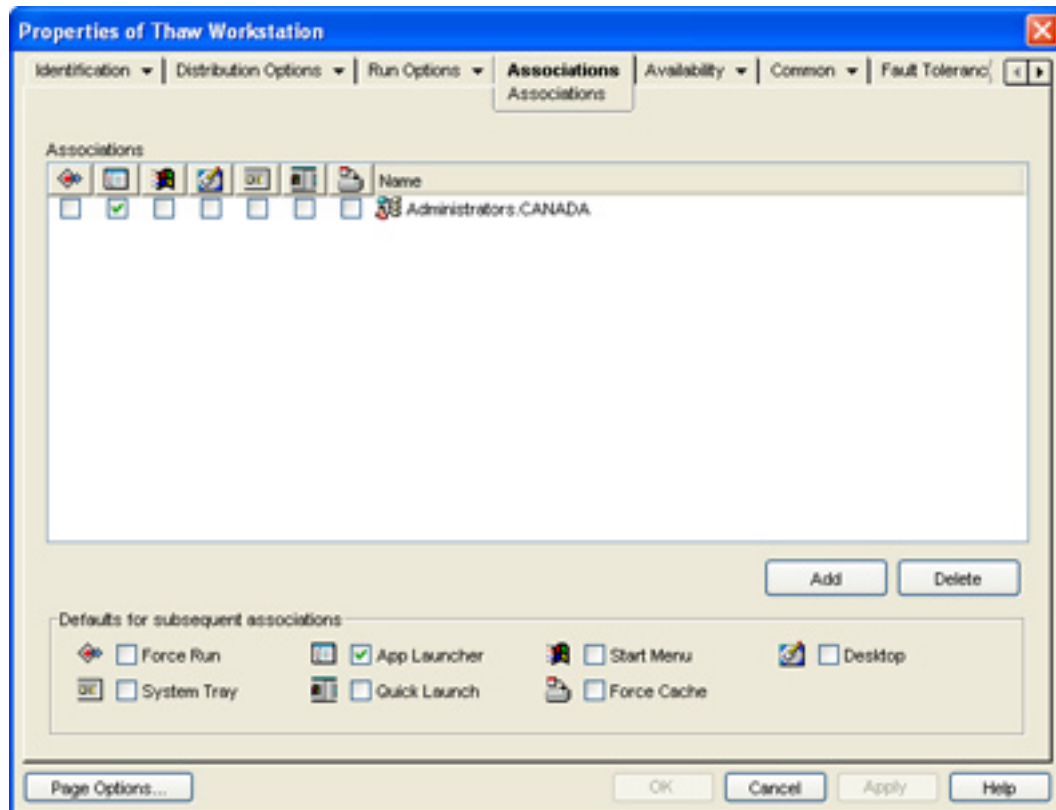 Properties of Thaw Workstation
Identification Distribution Options Run Options Associations Availability Common Fault Toleranc
Associations
Associations
Name
Administrators.CANADA
Add Delete
Defaults for subsequent associations
Force Run App Launcher Start Menu Desktop
System Tray Quick Launch Force Cache
Page Options... OK Cancel Apply Help